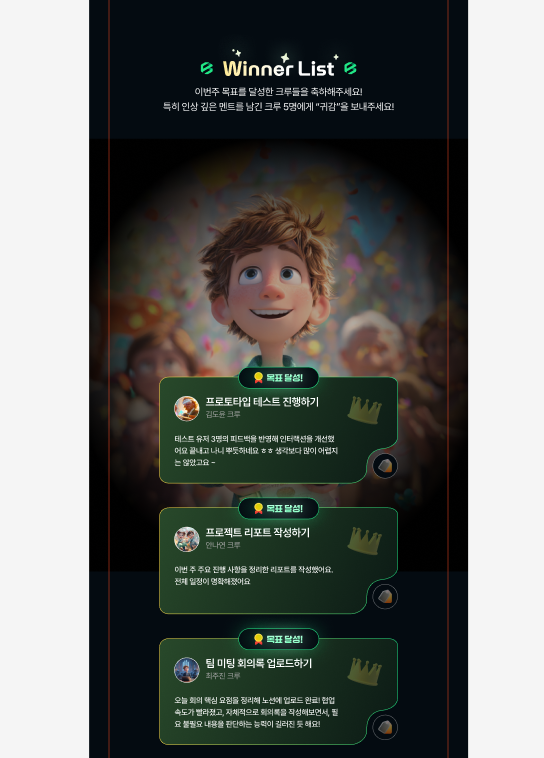 Winner List
이번주 목표를 달성한 크루들을 축하해주세요!
특히 인상 깊은 멘트를 남긴 크루 5명에게 “귀감”을 보내주세요!
목표 달성!
프로토타입 테스트 진행하기
김도윤 크루
테스트 유저 3명의 피드백을 반영해 인터랙션을 개선했
어요 끝내고 나니 뿌듯하네요 ㅎㅎ 생각보다 많이 어렵지
는 않았고요 ~
목표 달성!
프로젝트 리포트 작성하기
안나연 크루
이번 주 주요 진행 사항을 정리한 리포트를 작성했어요.
전체 일정이 명확해졌어요
목표 달성!
팀 미팅 회의록 업로드하기
최주진 크루
오늘 회의 핵심 요점을 정리해 노션에 업로드 완료! 협업
속도가 빨라졌고, 자체적으로 회의록을 작성해보면서, 필
요 불필요 내용을 판단하는 능력이 길러진 듯 해요!